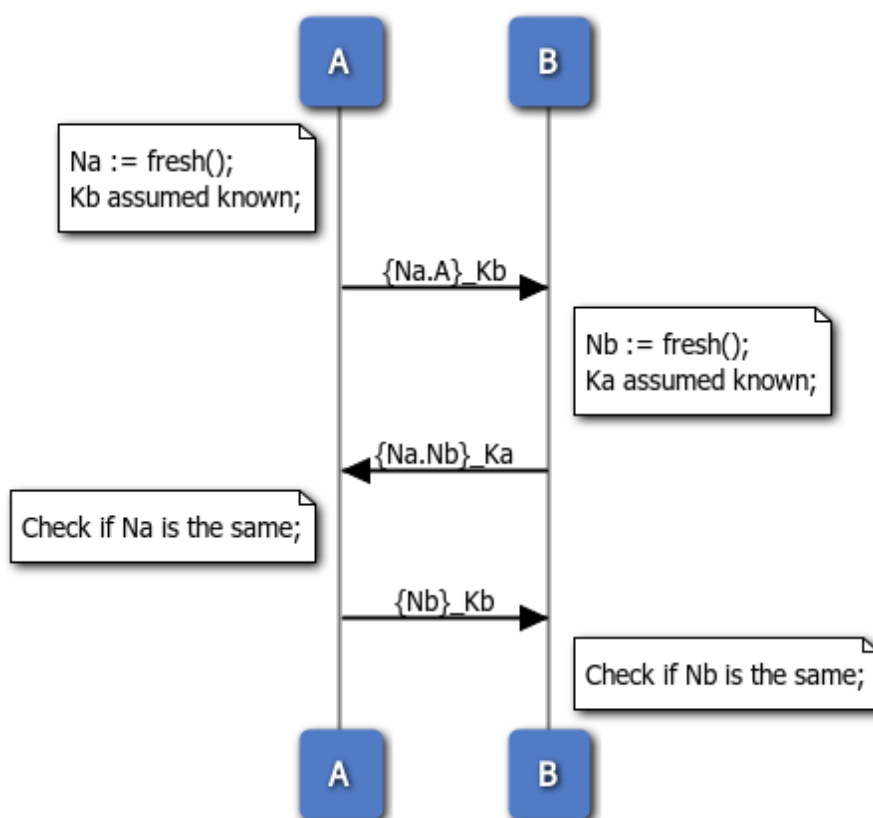 A
B
Na := fresh();
Kb assumed known;
{Na.A}_Kb
Nb := fresh();
Ka assumed known;
{Na.Nb}_Ka
Check if Na is the same;
{Nb}_Kb
Check if Nb is the same;
A
B